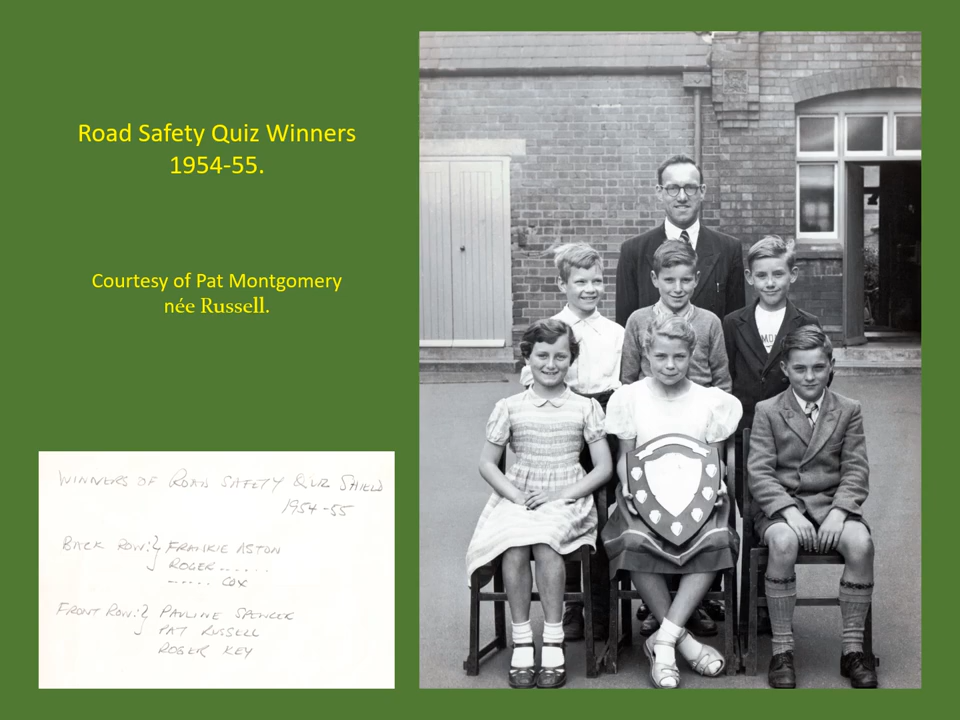 Road Safety Quiz Winners
1954-55.
Courtesy of Pat Montgomery
née Russell.
WINNERS OF ROAD SAFETY QUIZ SHIELD
1954-55
BACK ROW:} FRANKIE ASTON
ROGER ......
...... COX
FRONT ROW:} PAULINE SPENCER
PAT RUSSELL
ROGER KEY